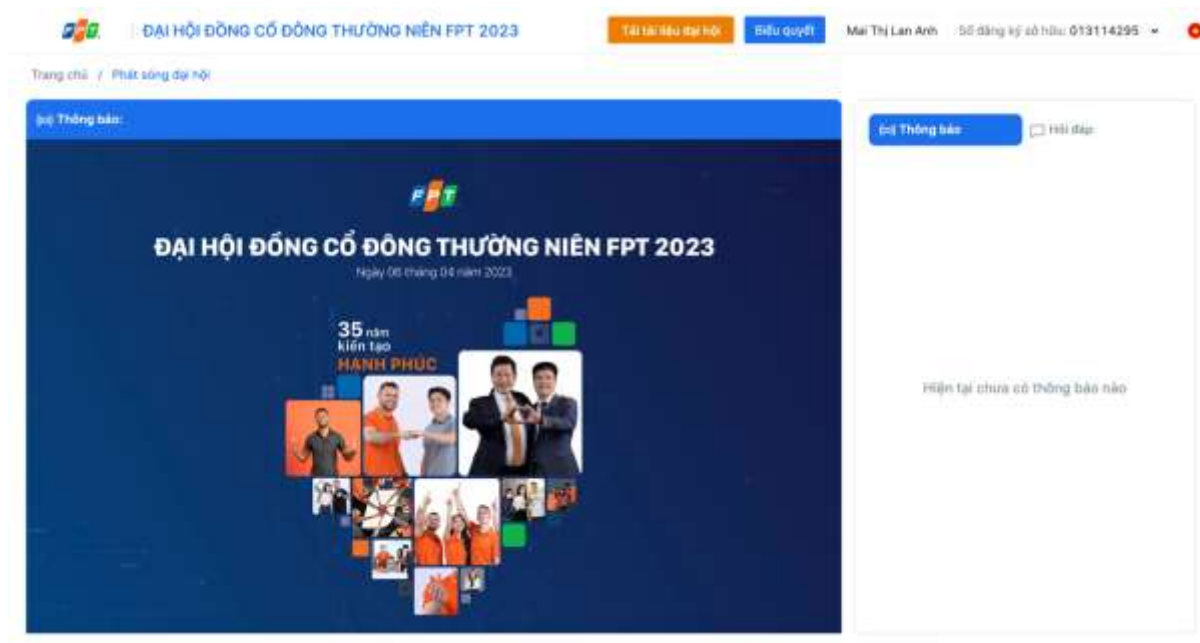 FPT
ĐẠI HỘI ĐỒNG CỔ ĐÔNG THƯỜNG NIÊN FPT 2023
Tải tài liệu đại hội
Biểu quyết
Mai Thị Lan Anh
Số đăng ký sở hữu: 013114295
Trang chủ / Phát sóng đại hội
Thông báo:
Thông báo
Hỏi đáp
FPT
ĐẠI HỘI ĐỒNG CỔ ĐÔNG THƯỜNG NIÊN FPT 2023
Ngày 06 tháng 04 năm 2023
35 năm
kiến tạo
HẠNH PHÚC
Hiện tại chưa có thông báo nào